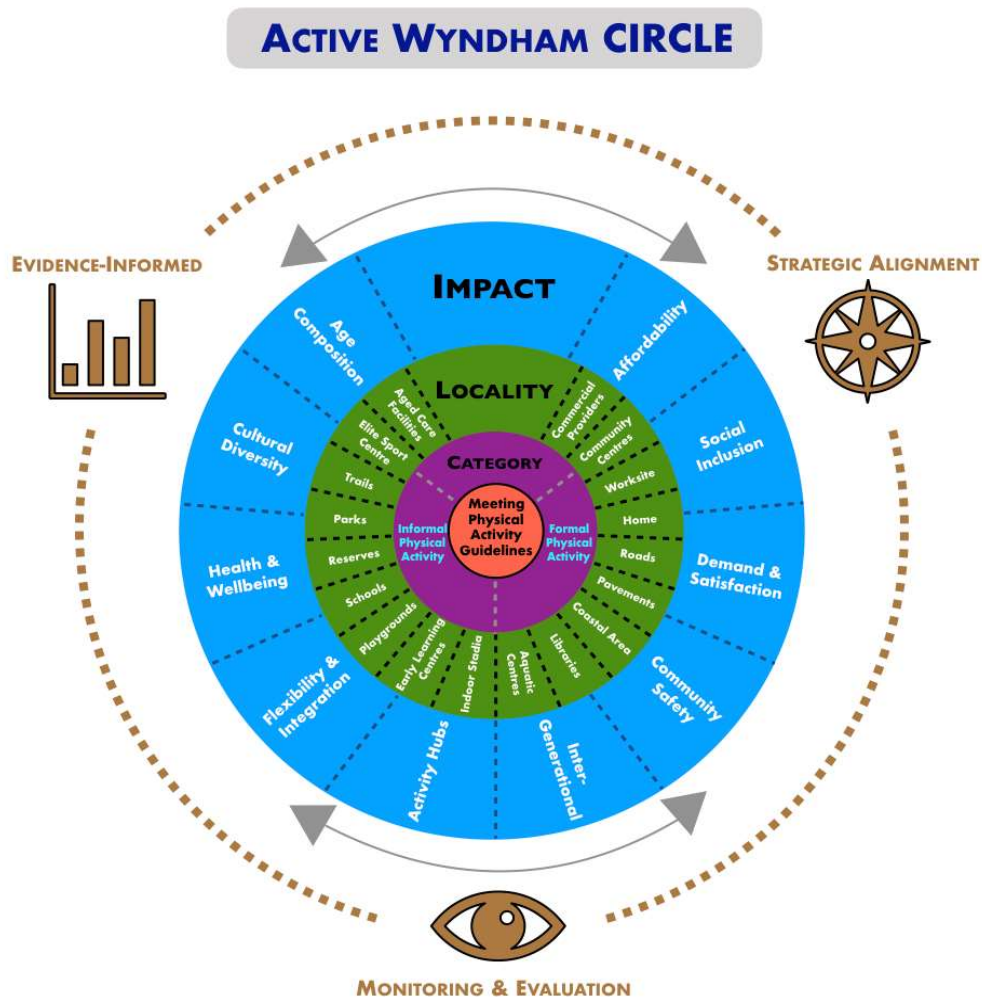 ACTIVE WYNDHAM CIRCLE
EVIDENCE-INFORMED
STRATEGIC ALIGNMENT
IMPACT
Affordability
Social
Inclusion
Demand &
Satisfaction
Community
Safety
Inter-
Generational
Activity Hubs
Flexibility &
Integration
Health &
Wellbeing
Cultural
Diversity
Age
Composition
LOCALITY
Commercial
Providers
Community
Centres
Worksite
Home
Roads
Pavements
Coastal Area
Libraries
Aquatic
Centres
Indoor Stadia
Early Learning
Centres
Playgrounds
Schools
Reserves
Parks
Trails
Elite Sport
Centre
Aged Care
Facilities
CATEGORY
Informal
Physical
Activity
Formal
Physical
Activity
Meeting
Physical
Activity
Guidelines
MONITORING & EVALUATION